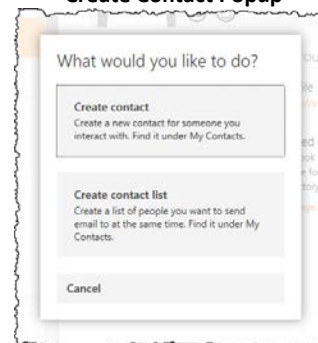 Create Contact Popup
What would you like to do?
Create contact
Create a new contact for someone you
interact with. Find it under My Contacts.
Create contact list
Create a list of people you want to send
email to at the same time. Find it under My
Contacts.
Cancel